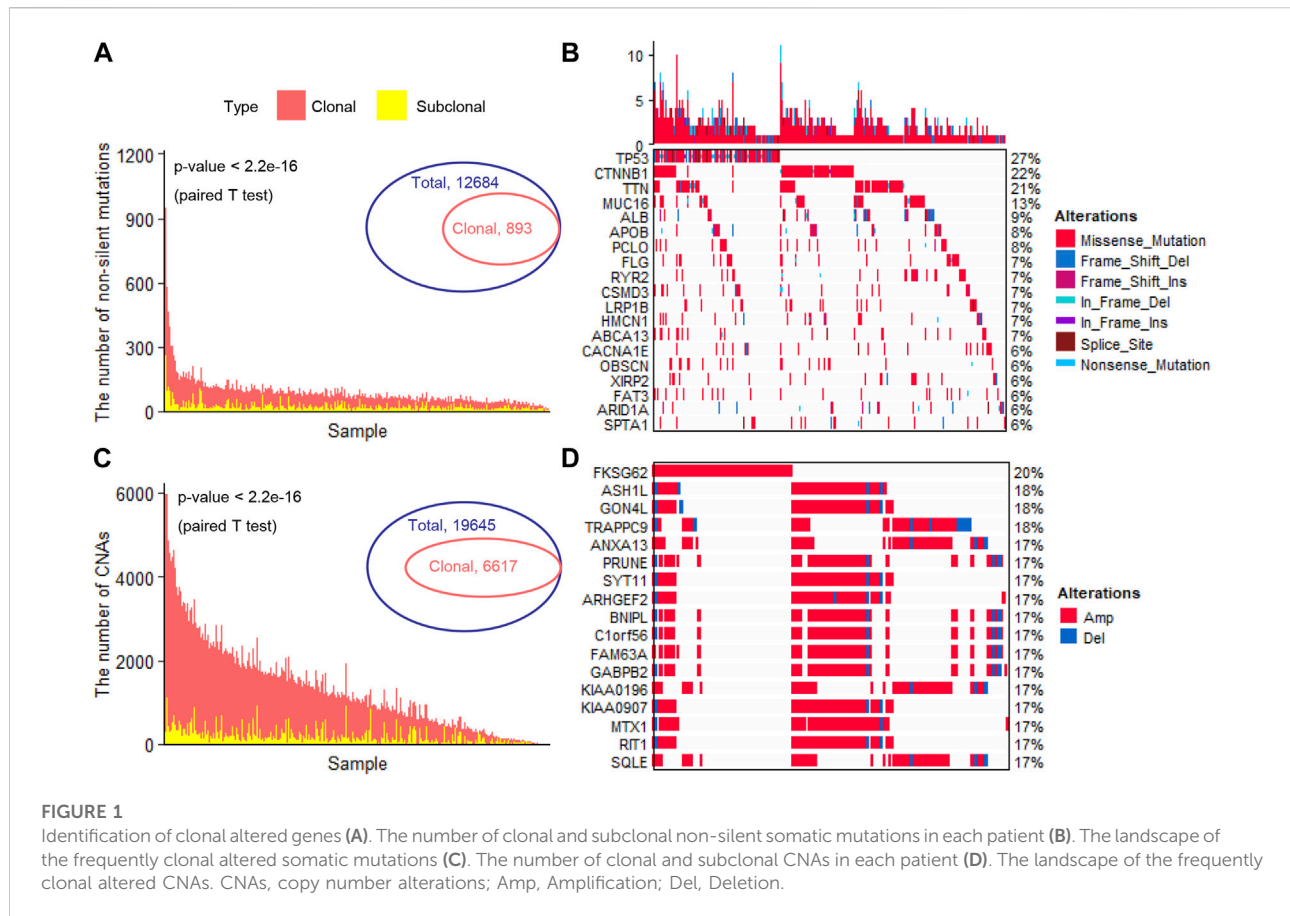 A
Type Clonal Subclonal
1200
900
600
300
0
The number of non-silent mutations
p-value < 2.2e-16
(paired T test)
Total, 12684
Clonal, 893
Sample
B
10
5
0
TP53 27%
CTNNB1 22%
TTN 21%
MUC16 13%
ALB 9%
APOB 8%
PCLO 8%
FLG 7%
RYR2 7%
CSMD3 7%
LRP1B 7%
HMCN1 7%
ABCA13 7%
CACNA1E 6%
OBSCN 6%
XIRP2 6%
FAT3 6%
ARID1A 6%
SPTA1 6%
Alterations
Missense_Mutation
Frame_Shift_Del
Frame_Shift_Ins
In_Frame_Del
In_Frame_Ins
Splice_Site
Nonsense_Mutation
C
6000
4000
2000
0
The number of CNAs
p-value < 2.2e-16
(paired T test)
Total, 19645
Clonal, 6617
Sample
D
FKSG62 20%
ASH1L 18%
GON4L 18%
TRAPPC9 18%
ANXA13 17%
PRUNE 17%
SYT11 17%
ARHGEF2 17%
BNIPL 17%
C1orf56 17%
FAM63A 17%
GABPB2 17%
KIAA0196 17%
KIAA0907 17%
MTX1 17%
RIT1 17%
SQLE 17%
Alterations
Amp
Del
FIGURE 1
Identification of clonal altered genes (A). The number of clonal and subclonal non-silent somatic mutations in each patient (B). The landscape of
the frequently clonal altered somatic mutations (C). The number of clonal and subclonal CNAs in each patient (D). The landscape of the frequently
clonal altered CNAs. CNAs, copy number alterations; Amp, Amplification; Del, Deletion.